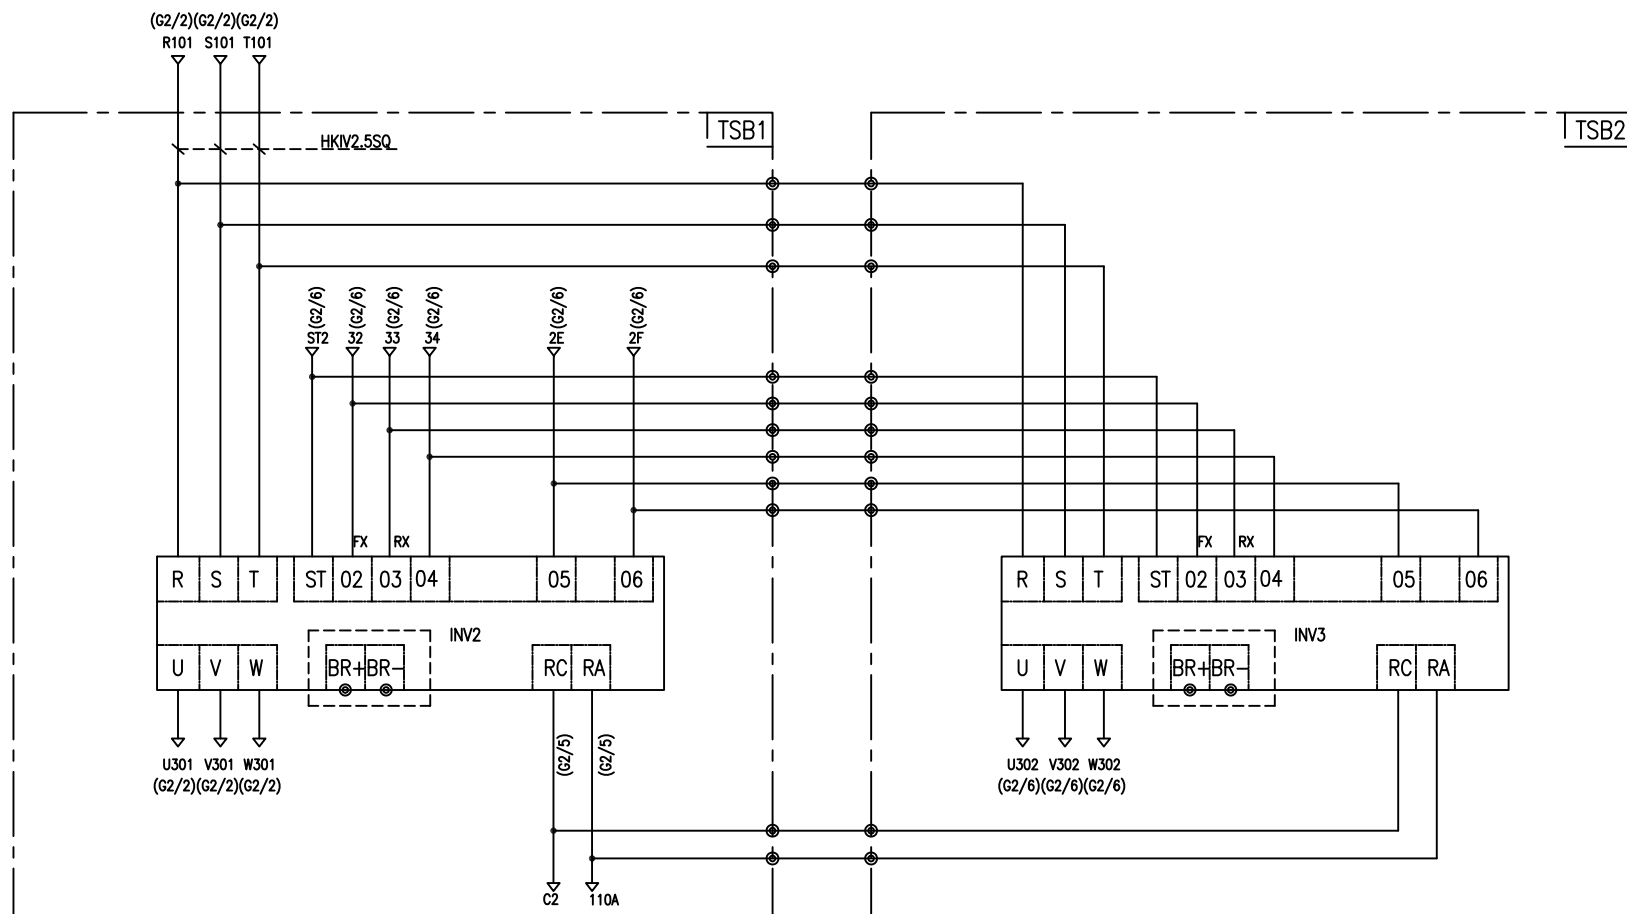 (G2/2)(G2/2)(G2/2)
R101 S101 T101
TSB1
TSB2
HKIV2.5SQ
(G2/6) (G2/6) (G2/6) (G2/6) (G2/6) (G2/6)
ST2 32 33 34 2E 2F
FX RX
FX RX
R S T ST 02 03 04 05 06
R S T ST 02 03 04 05 06
INV2
INV3
U V W BR+ BR- RC RA
U V W BR+ BR- RC RA
(G2/5) (G2/5)
U301 V301 W301
(G2/2)(G2/2)(G2/2)
U302 V302 W302
(G2/6)(G2/6)(G2/6)
C2 110A